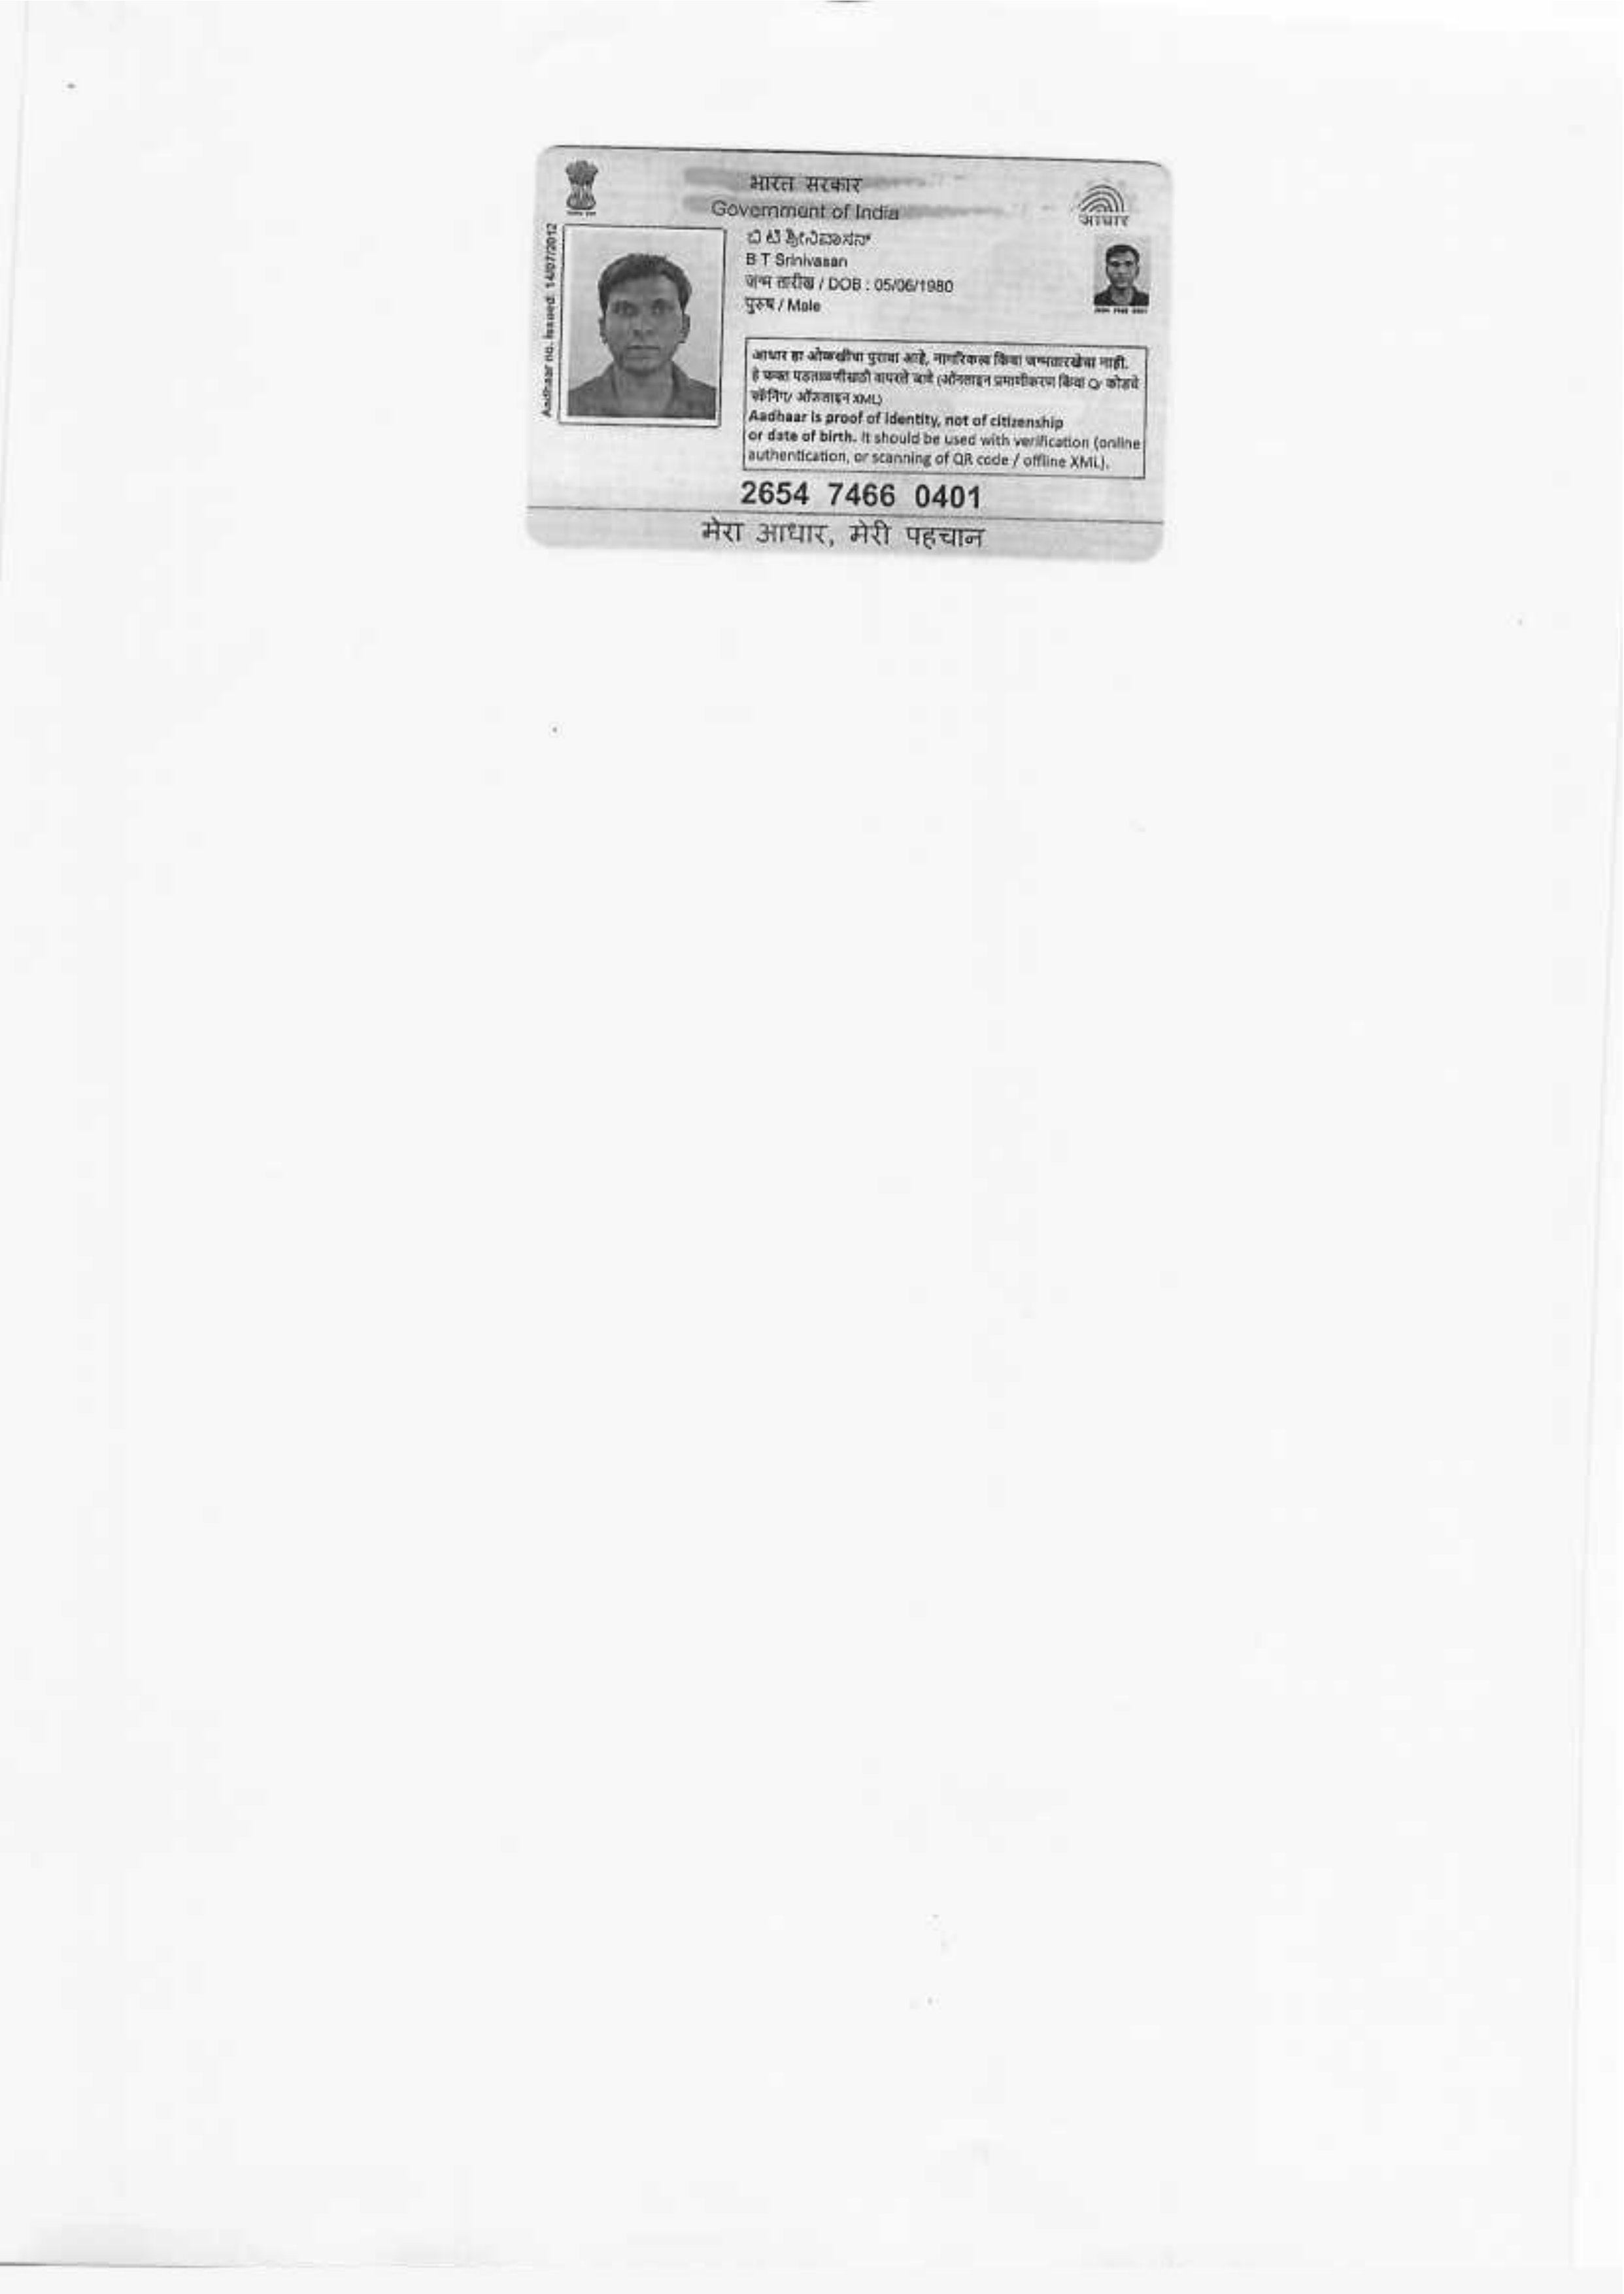 भारत सरकार
Government of India
आधार
Aadhaar no. issued: 14/07/2012
ಬಿ ಟಿ ಶ್ರೀನಿವಾಸನ್
B T Srinivasan
जन्म तारीख / DOB : 05/06/1980
पुरुष / Male
आधार हा ओळखीचा पुरावा आहे, नागरिकत्व किंवा जन्मतारखेचा नाही.
हे फक्त पडताळणीसाठी वापरले जावे (ऑनलाइन प्रमाणीकरण किंवा Qr कोडचे
स्कॅनिंग/ ऑफलाइन XML)
Aadhaar is proof of identity, not of citizenship
or date of birth. It should be used with verification (online
authentication, or scanning of QR code / offline XML).
2654 7466 0401
मेरा आधार, मेरी पहचान